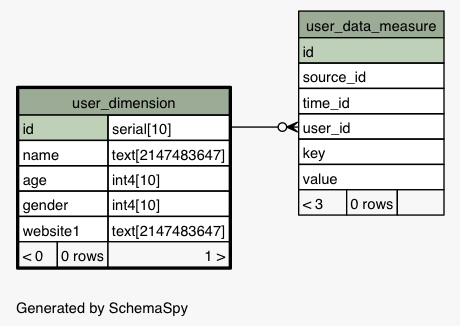 user_data_measure
id
source_id
time_id
user_id
key
value
< 3 0 rows
user_dimension
id serial[10]
name text[2147483647]
age int4[10]
gender int4[10]
website1 text[2147483647]
< 0 0 rows 1 >
Generated by SchemaSpy